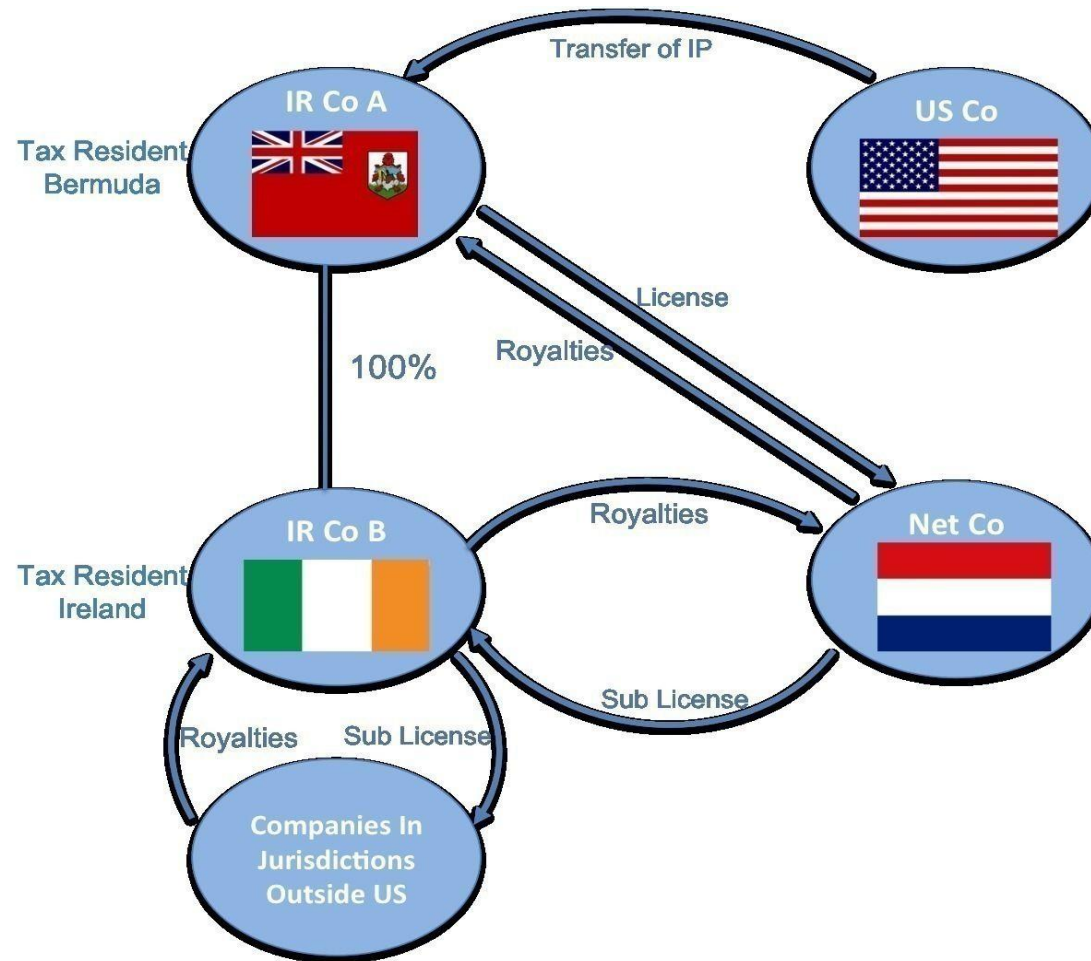 Transfer of IP
IR Co A
US Co
Tax Resident
Bermuda
License
Royalties
100%
IR Co B
Royalties
Net Co
Tax Resident
Ireland
Sub License
Royalties
Sub License
Companies In
Jurisdictions
Outside US